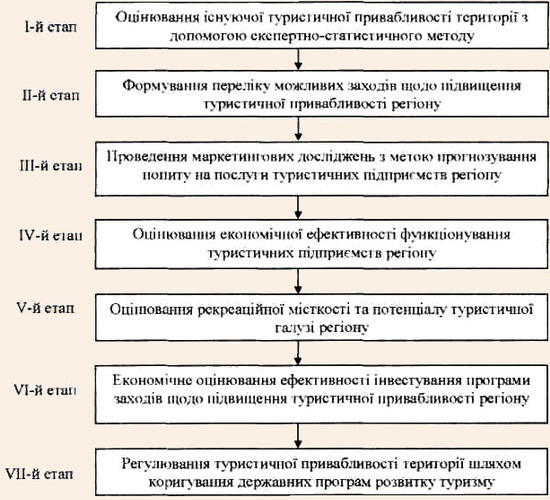 І-й етап
Оцінювання існуючої туристичної привабливості території з
допомогою експертно-статистичного методу
ІІ-й етап
Формування переліку можливих заходів щодо підвищення
туристичної привабливості регіону
ІІІ-й етап
Проведення маркетингових досліджень з метою прогнозування
попиту на послуги туристичних підприємств регіону
IV-й етап
Оцінювання економічної ефективності функціонування
туристичних підприємств регіону
V-й етап
Оцінювання рекреаційної місткості та потенціалу туристичної
галузі регіону
VI-й етап
Економічне оцінювання ефективності інвестування програми
заходів щодо підвищення туристичної привабливості регіону
VII-й етап
Регулювання туристичної привабливості території шляхом
коригування державних програм розвитку туризму